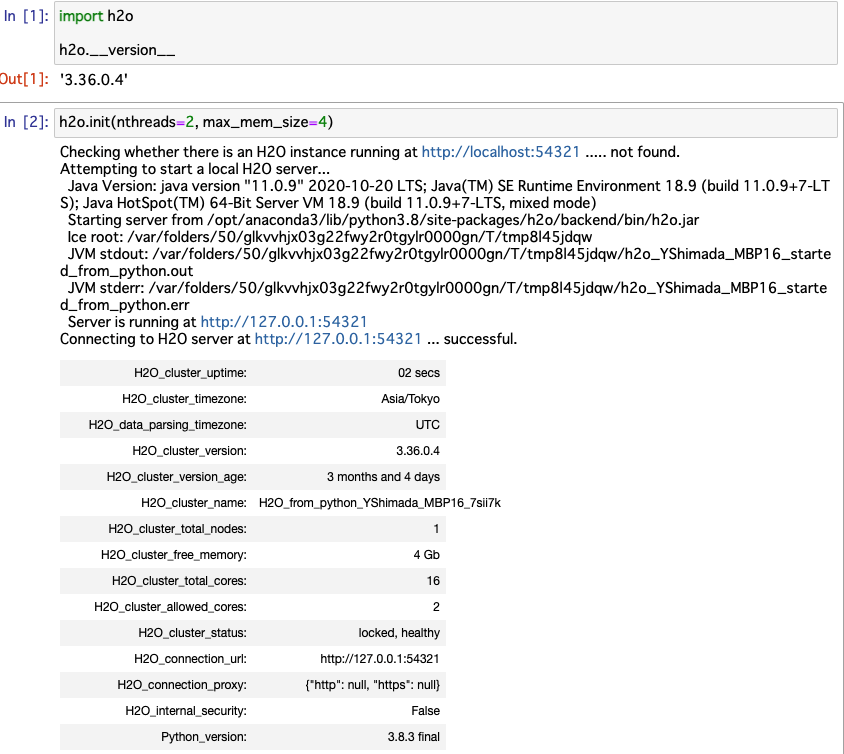 In [1]: import h2o
h2o.__version__
Out[1]: '3.36.0.4'
In [2]: h2o.init(nthreads=2, max_mem_size=4)
Checking whether there is an H2O instance running at http://localhost:54321 ..... not found.
Attempting to start a local H2O server...
Java Version: java version "11.0.9" 2020-10-20 LTS; Java(TM) SE Runtime Environment 18.9 (build 11.0.9+7-LT
S); Java HotSpot(TM) 64-Bit Server VM 18.9 (build 11.0.9+7-LTS, mixed mode)
Starting server from /opt/anaconda3/lib/python3.8/site-packages/h2o/backend/bin/h2o.jar
Ice root: /var/folders/50/glkvvhjx03g22fwy2r0tgylr0000gn/T/tmp8l45jdqw
JVM stdout: /var/folders/50/glkvvhjx03g22fwy2r0tgylr0000gn/T/tmp8l45jdqw/h2o_YShimada_MBP16_starte
d_from_python.out
JVM stderr: /var/folders/50/glkvvhjx03g22fwy2r0tgylr0000gn/T/tmp8l45jdqw/h2o_YShimada_MBP16_starte
d_from_python.err
Server is running at http://127.0.0.1:54321
Connecting to H2O server at http://127.0.0.1:54321 ... successful.
H2O_cluster_uptime: 02 secs
H2O_cluster_timezone: Asia/Tokyo
H2O_data_parsing_timezone: UTC
H2O_cluster_version: 3.36.0.4
H2O_cluster_version_age: 3 months and 4 days
H2O_cluster_name: H2O_from_python_YShimada_MBP16_7sii7k
H2O_cluster_total_nodes: 1
H2O_cluster_free_memory: 4 Gb
H2O_cluster_total_cores: 16
H2O_cluster_allowed_cores: 2
H2O_cluster_status: locked, healthy
H2O_connection_url: http://127.0.0.1:54321
H2O_connection_proxy: {"http": null, "https": null}
H2O_internal_security: False
Python_version: 3.8.3 final